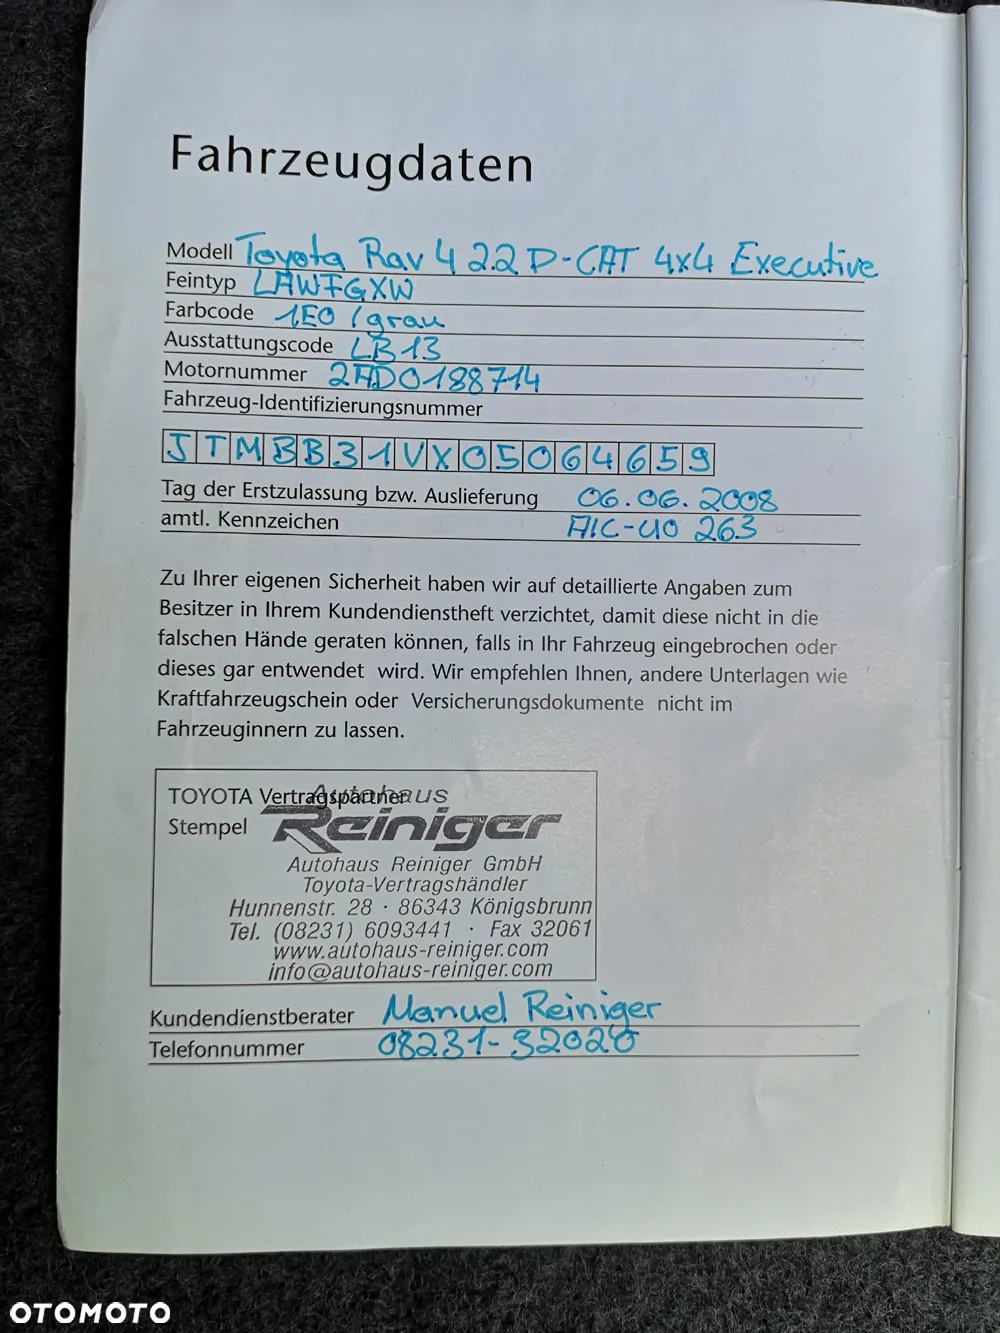 Fahrzeugdaten
Modell Toyota Rav 4 2.2 D-CAT 4x4 Executive
Feintyp LAWFGXW
Farbcode 1E0 / grau
Ausstattungscode LB13
Motornummer 2AD0188714
Fahrzeug-Identifizierungsnummer
JTMBB31VX05064659
Tag der Erstzulassung bzw. Auslieferung 06.06.2008
amtl. Kennzeichen AIC-UO 263
Zu Ihrer eigenen Sicherheit haben wir auf detaillierte Angaben zum
Besitzer in Ihrem Kundendienstheft verzichtet, damit diese nicht in die
falschen Hände geraten können, falls in Ihr Fahrzeug eingebrochen oder
dieses gar entwendet wird. Wir empfehlen Ihnen, andere Unterlagen wie
Kraftfahrzeugschein oder Versicherungsdokumente nicht im
Fahrzeuginnern zu lassen.
TOYOTA Vertragspartner
Stempel
Autohaus
Reiniger
Autohaus Reiniger GmbH
Toyota-Vertragshändler
Hunnenstr. 28 · 86343 Königsbrunn
Tel. (08231) 6093441 · Fax 32061
www.autohaus-reiniger.com
info@autohaus-reiniger.com
Kundendienstberater Manuel Reiniger
Telefonnummer 08231-32020
OTOMOTO